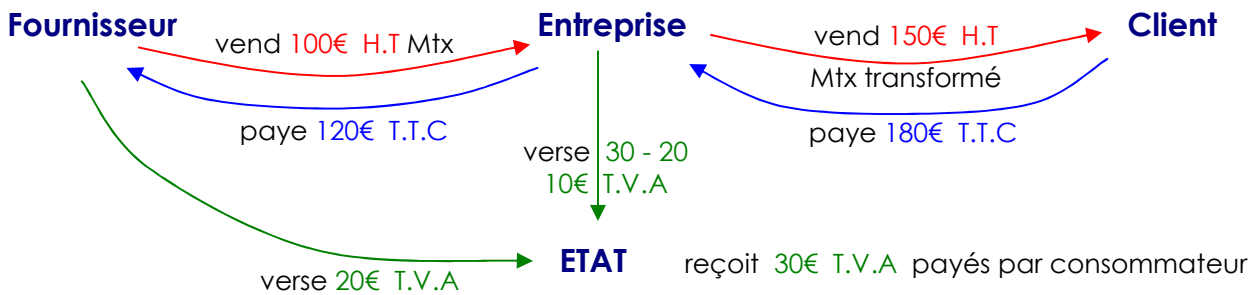 Fournisseur
Entreprise
Client
vend 100€ H.T Mtx
vend 150€ H.T
Mtx transformé
paye 120€ T.T.C
paye 180€ T.T.C
verse 30 - 20
10€ T.V.A
ETAT
reçoit 30€ T.V.A payés par consommateur
verse 20€ T.V.A